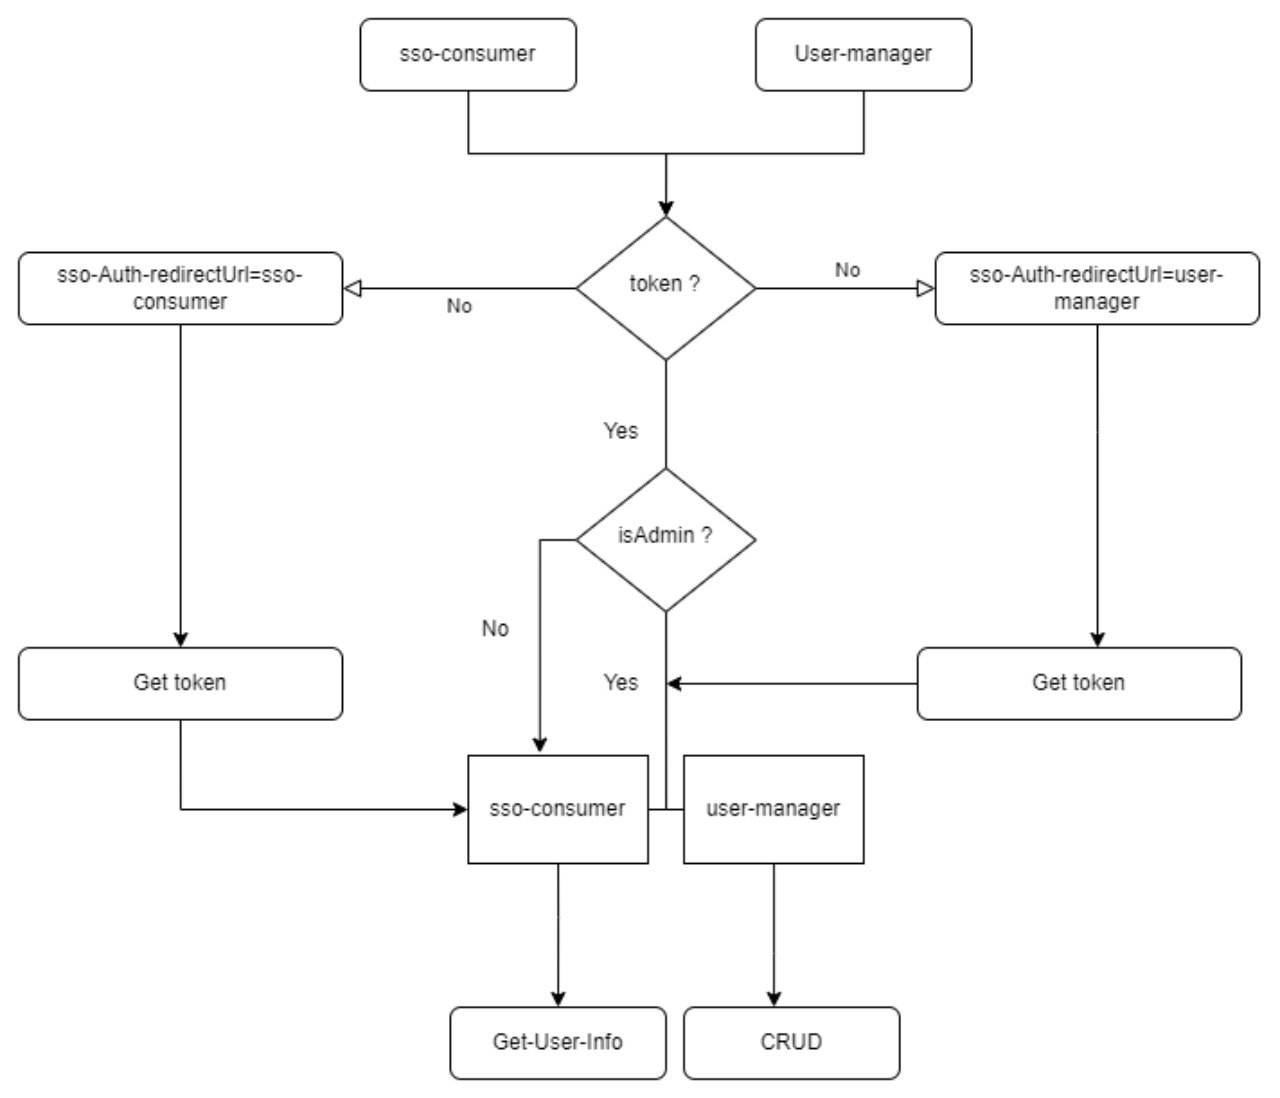 sso-consumer
User-manager
token ?
sso-Auth-redirectUrl=sso-
consumer
No
No
sso-Auth-redirectUrl=user-
manager
Yes
isAdmin ?
No
Get token
Yes
Get token
sso-consumer
user-manager
Get-User-Info
CRUD